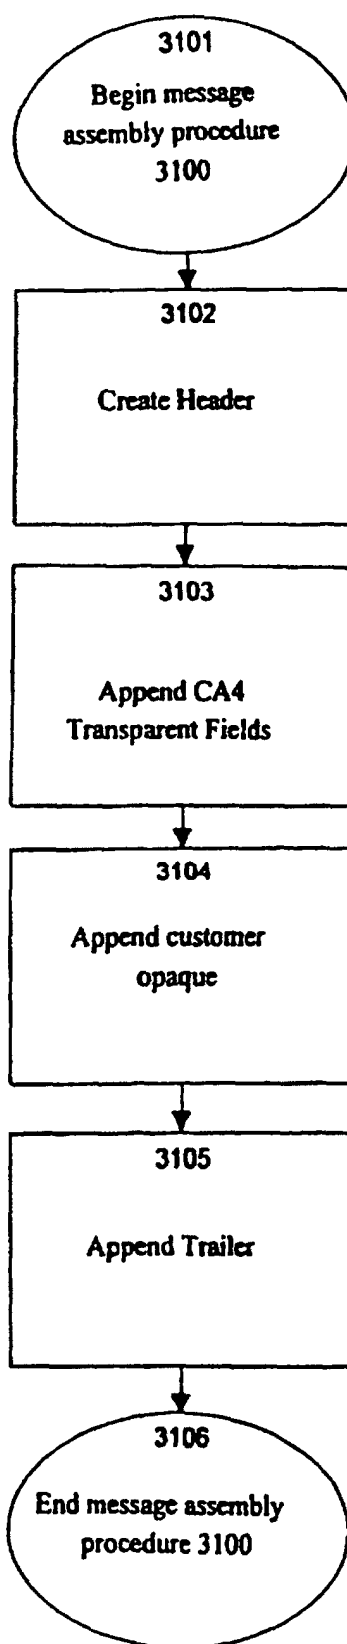 3101
Begin message
assembly procedure
3100
3102
Create Header
3103
Append CA4
Transparent Fields
3104
Append customer
opaque
3105
Append Trailer
3106
End message assembly
procedure 3100